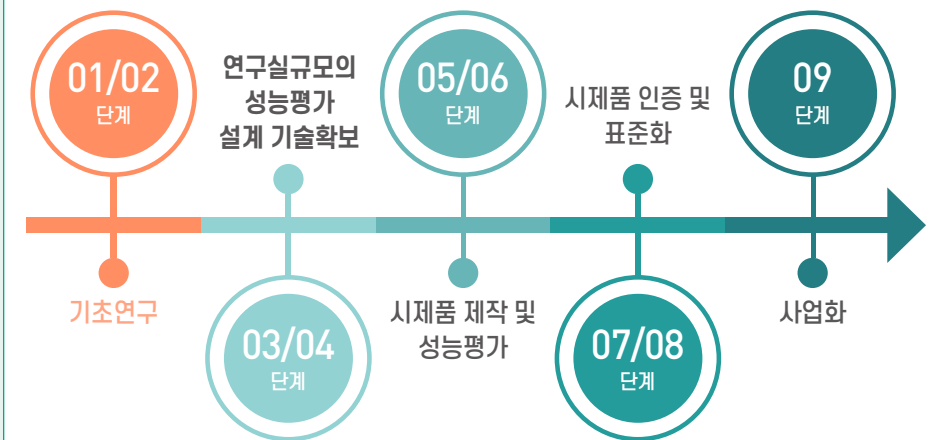 01/02
단계
기초연구
연구실규모의
성능평가
설계 기술확보
03/04
단계
05/06
단계
시제품 제작 및
성능평가
시제품 인증 및
표준화
07/08
단계
09
단계
사업화